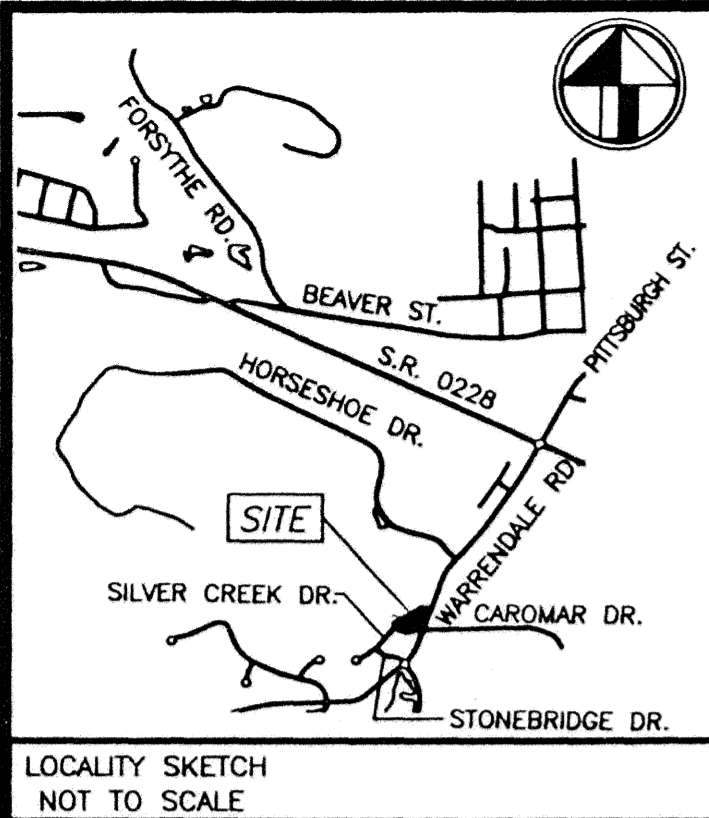 FORSYTHE RD.
BEAVER ST.
PITTSBURGH ST.
S.R. 0228
HORSESHOE DR.
SITE
WARRENDALE RD.
SILVER CREEK DR.
CAROMAR DR.
STONEBRIDGE DR.
LOCALITY SKETCH
NOT TO SCALE